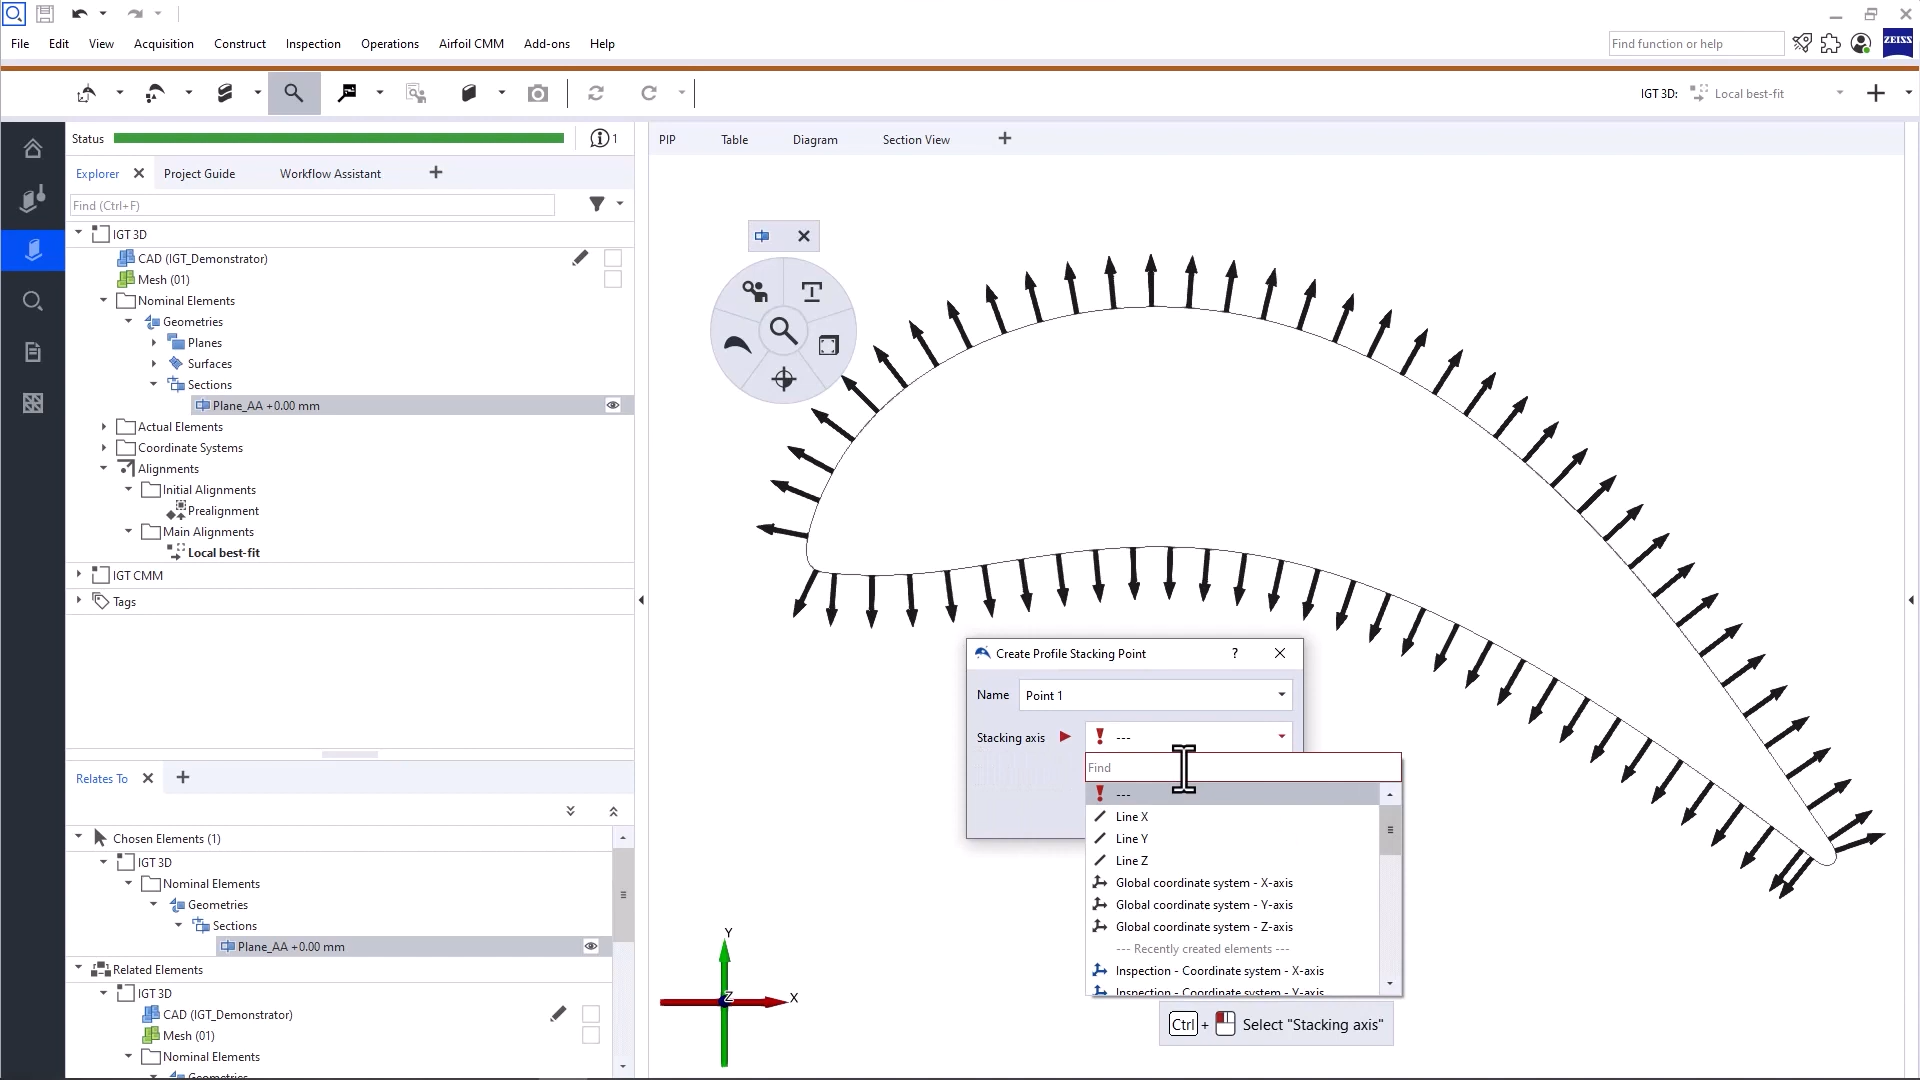 File Edit View Acquisition Construct Inspection Operations Airfoil CMM Add-ons Help
Find function or help
ZEISS
IGT 3D: Local best-fit
Status
1
PIP Table Diagram Section View
Explorer Project Guide Workflow Assistant
Find (Ctrl+F)
IGT 3D
CAD (IGT_Demonstrator)
Mesh (01)
Nominal Elements
Geometries
Planes
Surfaces
Sections
Plane_AA +0.00 mm
Actual Elements
Coordinate Systems
Alignments
Initial Alignments
Prealignment
Main Alignments
Local best-fit
IGT CMM
Tags
Relates To
Chosen Elements (1)
IGT 3D
Nominal Elements
Geometries
Sections
Plane_AA +0.00 mm
Related Elements
IGT 3D
CAD (IGT_Demonstrator)
Mesh (01)
Nominal Elements
Geometries
Create Profile Stacking Point ?
Name Point 1
Stacking axis ---
Find
---
Line X
Line Y
Line Z
Global coordinate system - X-axis
Global coordinate system - Y-axis
Global coordinate system - Z-axis
--- Recently created elements ---
Inspection - Coordinate system - X-axis
Inspection - Coordinate system - Y-axis
Y
Z
X
Ctrl + Select "Stacking axis"